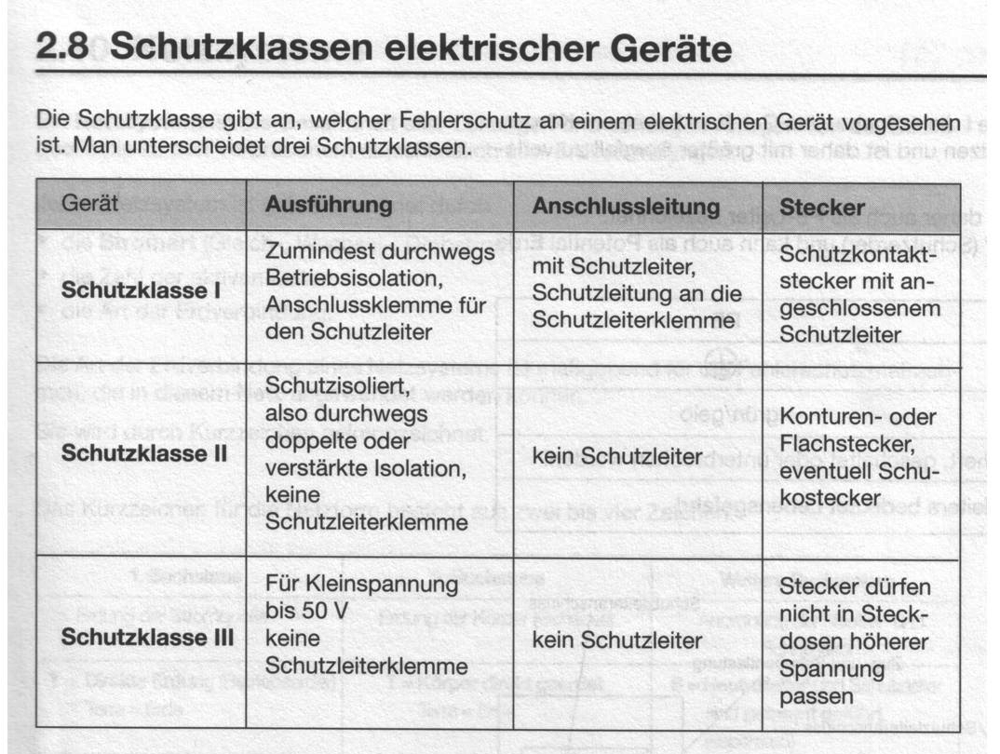 2.8 Schutzklassen elektrischer Geräte
Die Schutzklasse gibt an, welcher Fehlerschutz an einem elektrischen Gerät vorgesehen
ist. Man unterscheidet drei Schutzklassen.
Gerät
Ausführung
Anschlussleitung
Stecker
Schutzklasse I
Zumindest durchwegs
Betriebsisolation,
Anschlussklemme für
den Schutzleiter
mit Schutzleiter,
Schutzleitung an die
Schutzleiterklemme
Schutzkontakt-
stecker mit an-
geschlossenem
Schutzleiter
Schutzklasse II
Schutzisoliert,
also durchwegs
doppelte oder
verstärkte Isolation,
keine
Schutzleiterklemme
kein Schutzleiter
Konturen- oder
Flachstecker,
eventuell Schu-
kostecker
Schutzklasse III
Für Kleinspannung
bis 50 V
keine
Schutzleiterklemme
kein Schutzleiter
Stecker dürfen
nicht in Steck-
dosen höherer
Spannung
passen